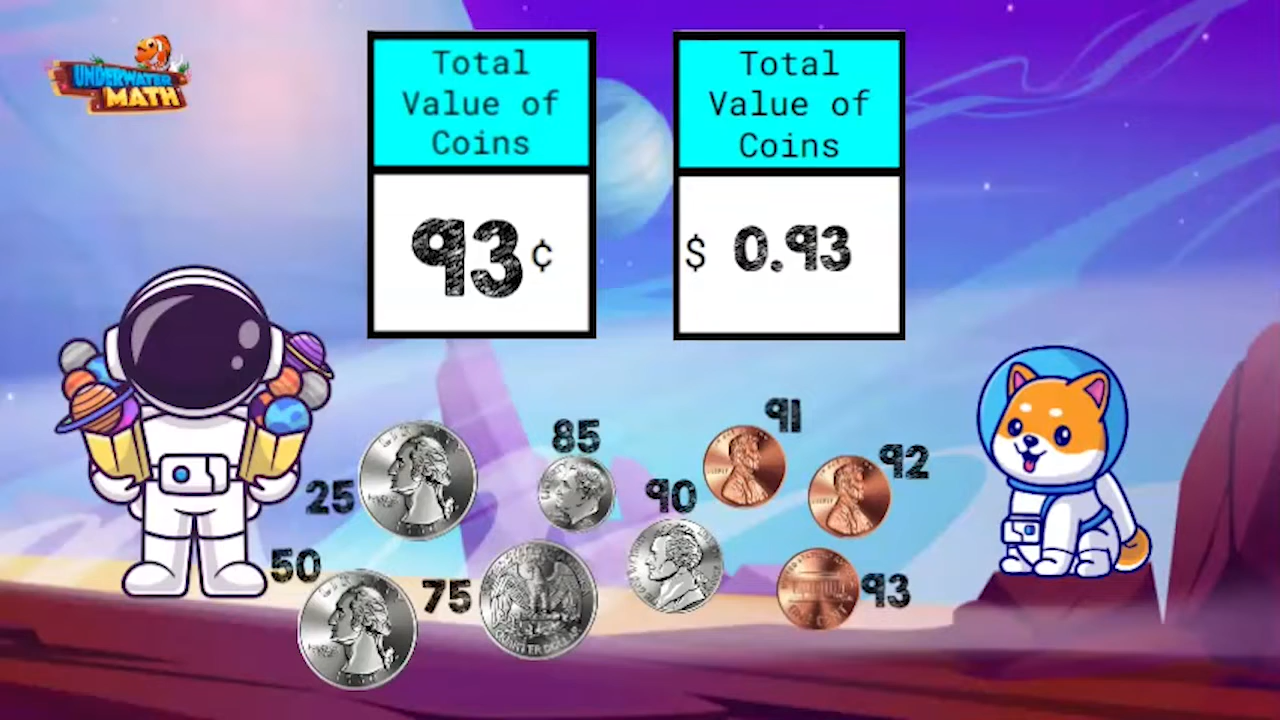 UNDERWATER
MATH
Total
Value of
Coins
93¢
Total
Value of
Coins
$ 0.93
25
50
75
85
90
91
92
93